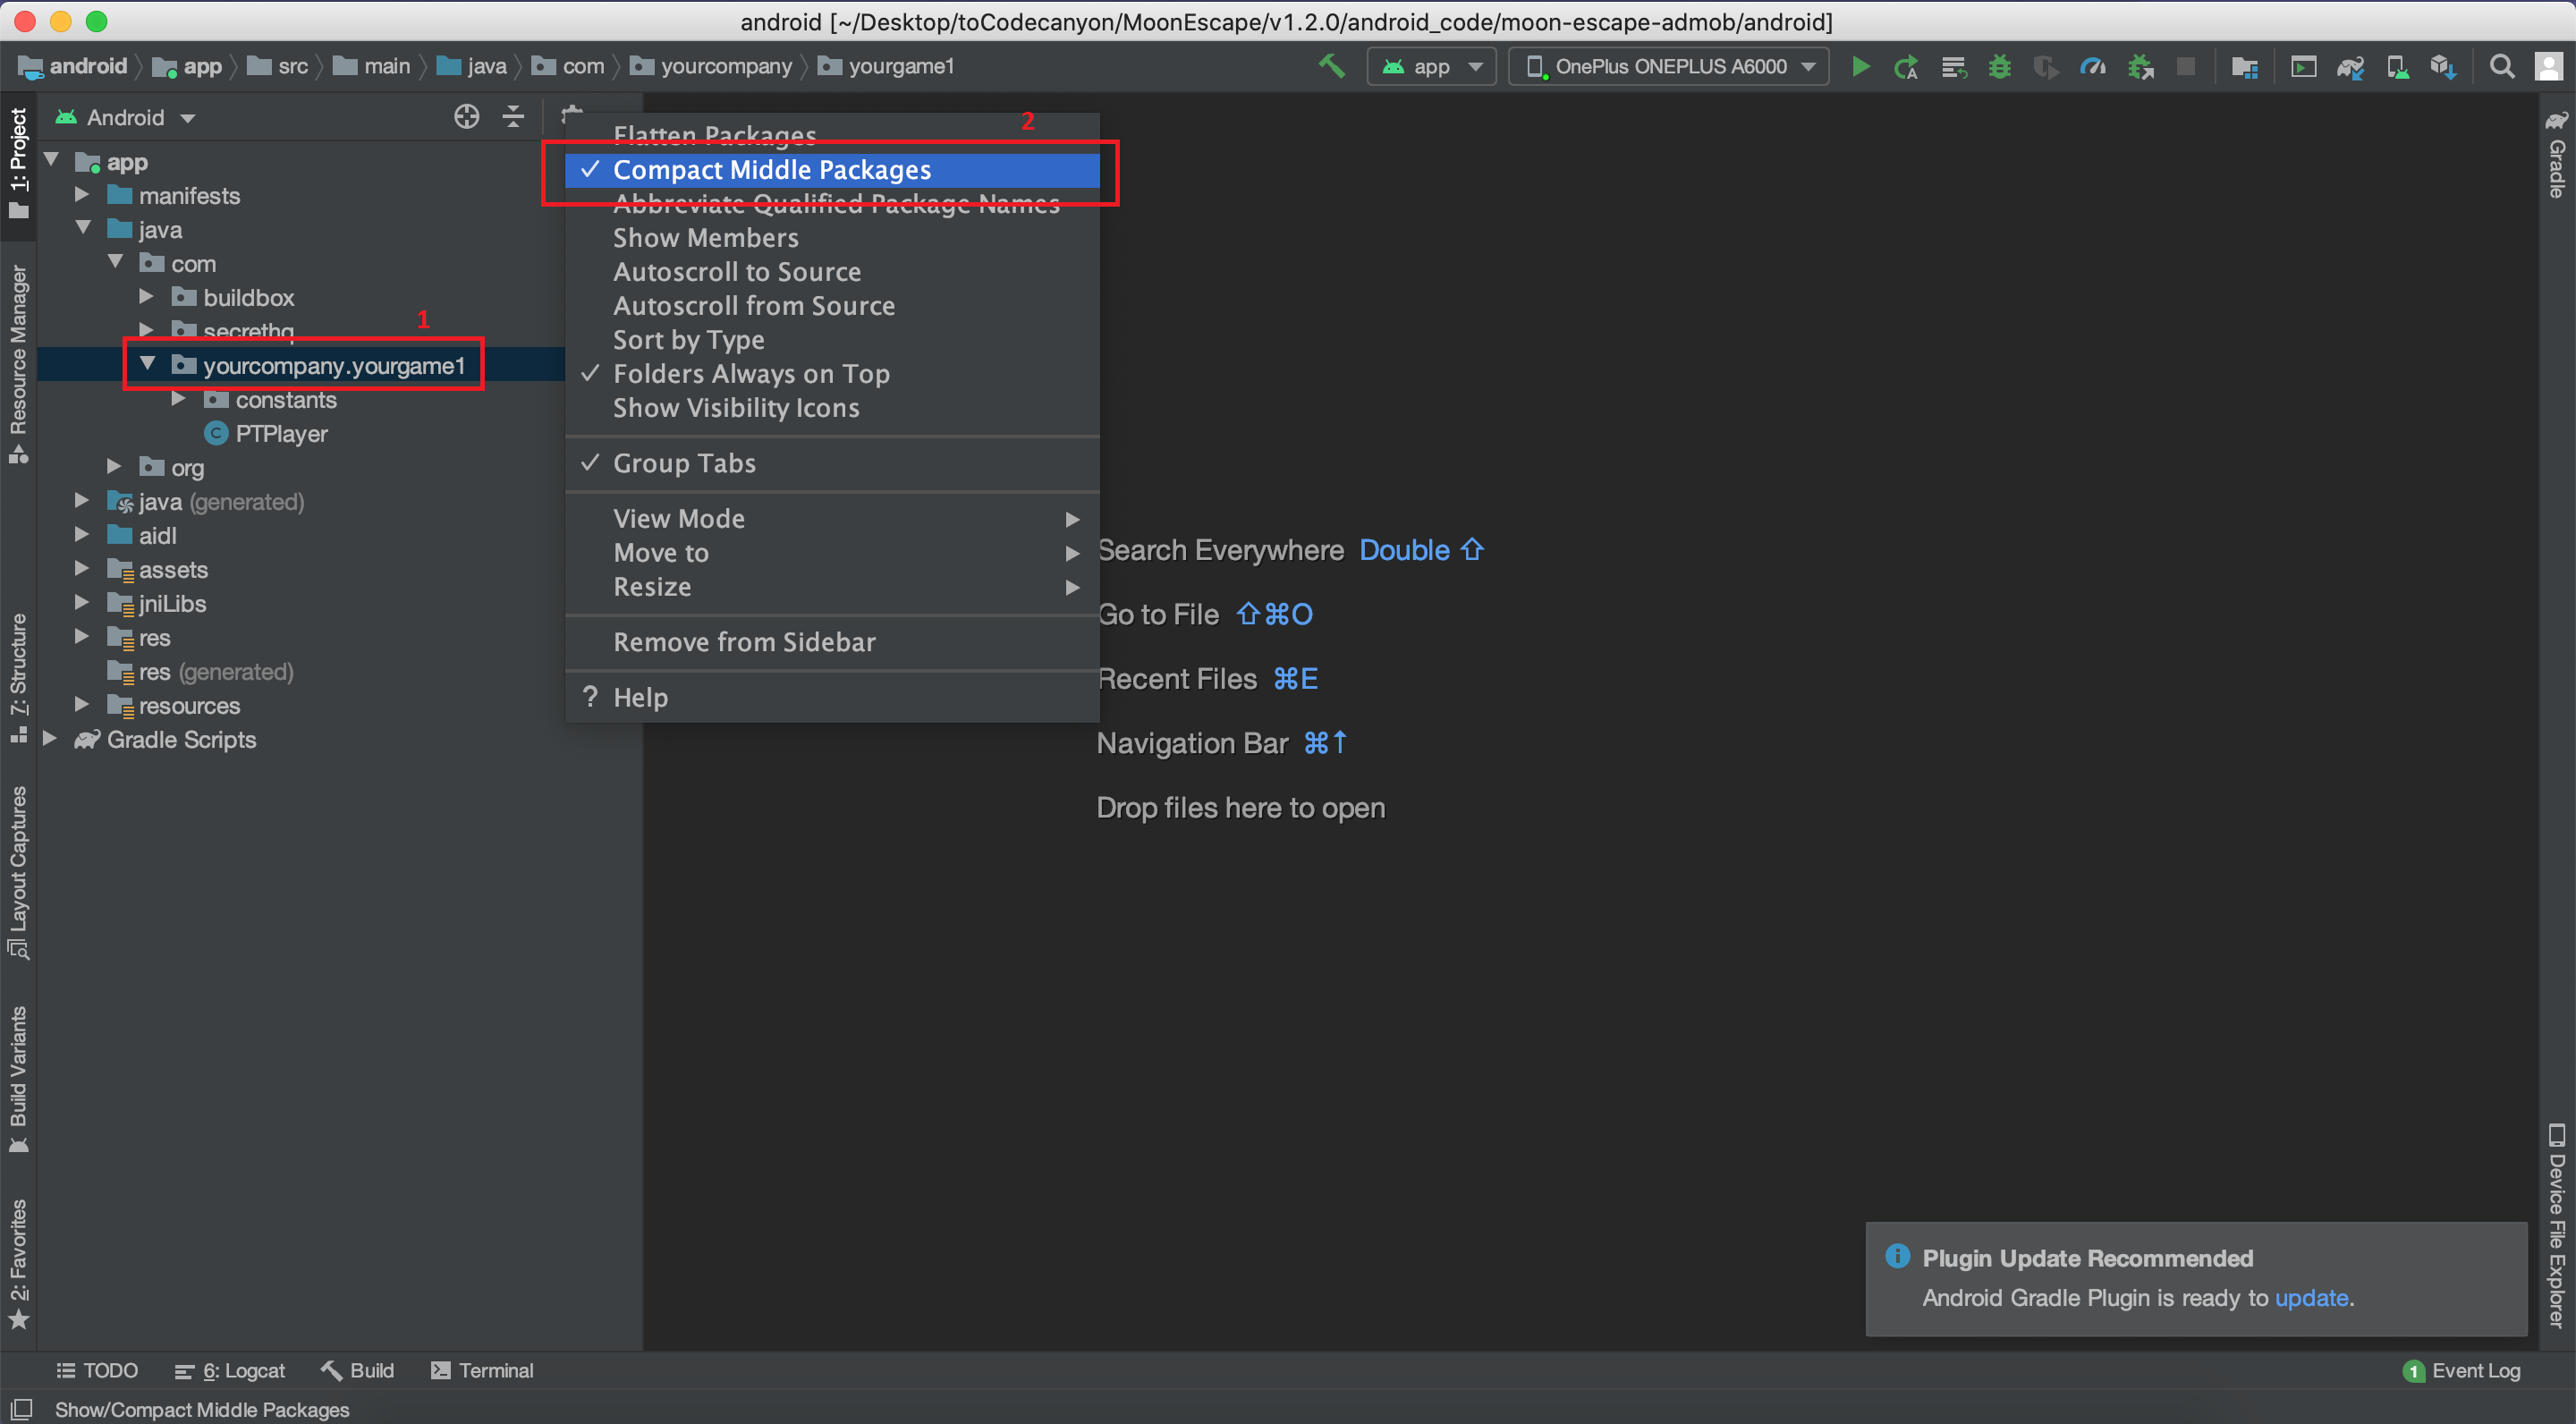 android [~/Desktop/toCodecanyon/MoonEscape/v1.2.0/android_code/moon-escape-admob/android]
android app src main java com yourcompany yourgame1 app OnePlus ONEPLUS A6000
1: Project
Resource Manager
7: Structure
Layout Captures
Build Variants
2: Favorites
Android
app
manifests
java
com
buildbox
secrethq
1
yourcompany.yourgame1
constants
PTPlayer
org
java (generated)
aidl
assets
jniLibs
res
res (generated)
resources
Gradle Scripts
2
Flatten Packages
Compact Middle Packages
Abbreviate Qualified Package Names
Show Members
Autoscroll to Source
Autoscroll from Source
Sort by Type
Folders Always on Top
Show Visibility Icons
Group Tabs
View Mode
Move to
Resize
Remove from Sidebar
? Help
Search Everywhere Double ⇧
Go to File ⇧⌘O
Recent Files ⌘E
Navigation Bar ⌘↑
Drop files here to open
Gradle
Device File Explorer
Plugin Update Recommended
Android Gradle Plugin is ready to update.
TODO 6: Logcat Build Terminal 1 Event Log
Show/Compact Middle Packages